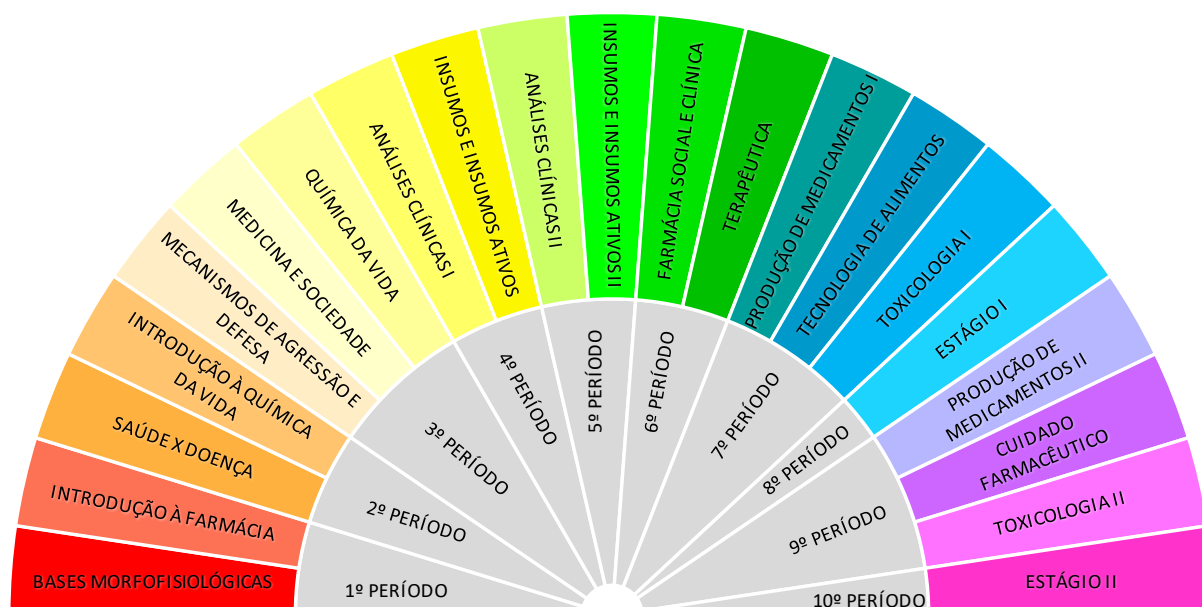 BASES MORFOFISIOLÓGICAS
INTRODUÇÃO À FARMÁCIA
SAÚDE X DOENÇA
INTRODUÇÃO À QUÍMICA
DA VIDA
MECANISMOS DE AGRESSÃO E
DEFESA
MEDICINA E SOCIEDADE
QUÍMICA DA VIDA
ANÁLISES CLÍNICAS I
INSUMOS E INSUMOS ATIVOS
ANÁLISES CLÍNICAS II
INSUMOS E INSUMOS ATIVOS II
FARMÁCIA SOCIAL E CLÍNICA
TERAPÊUTICA
PRODUÇÃO DE MEDICAMENTOS I
TECNOLOGIA DE ALIMENTOS
TOXICOLOGIA I
ESTÁGIO I
PRODUÇÃO DE
MEDICAMENTOS II
CUIDADO
FARMACÊUTICO
TOXICOLOGIA II
ESTÁGIO II
1º PERÍODO
2º PERÍODO
3º PERÍODO
4º PERÍODO
5º PERÍODO
6º PERÍODO
7º PERÍODO
8º PERÍODO
9º PERÍODO
10º PERÍODO